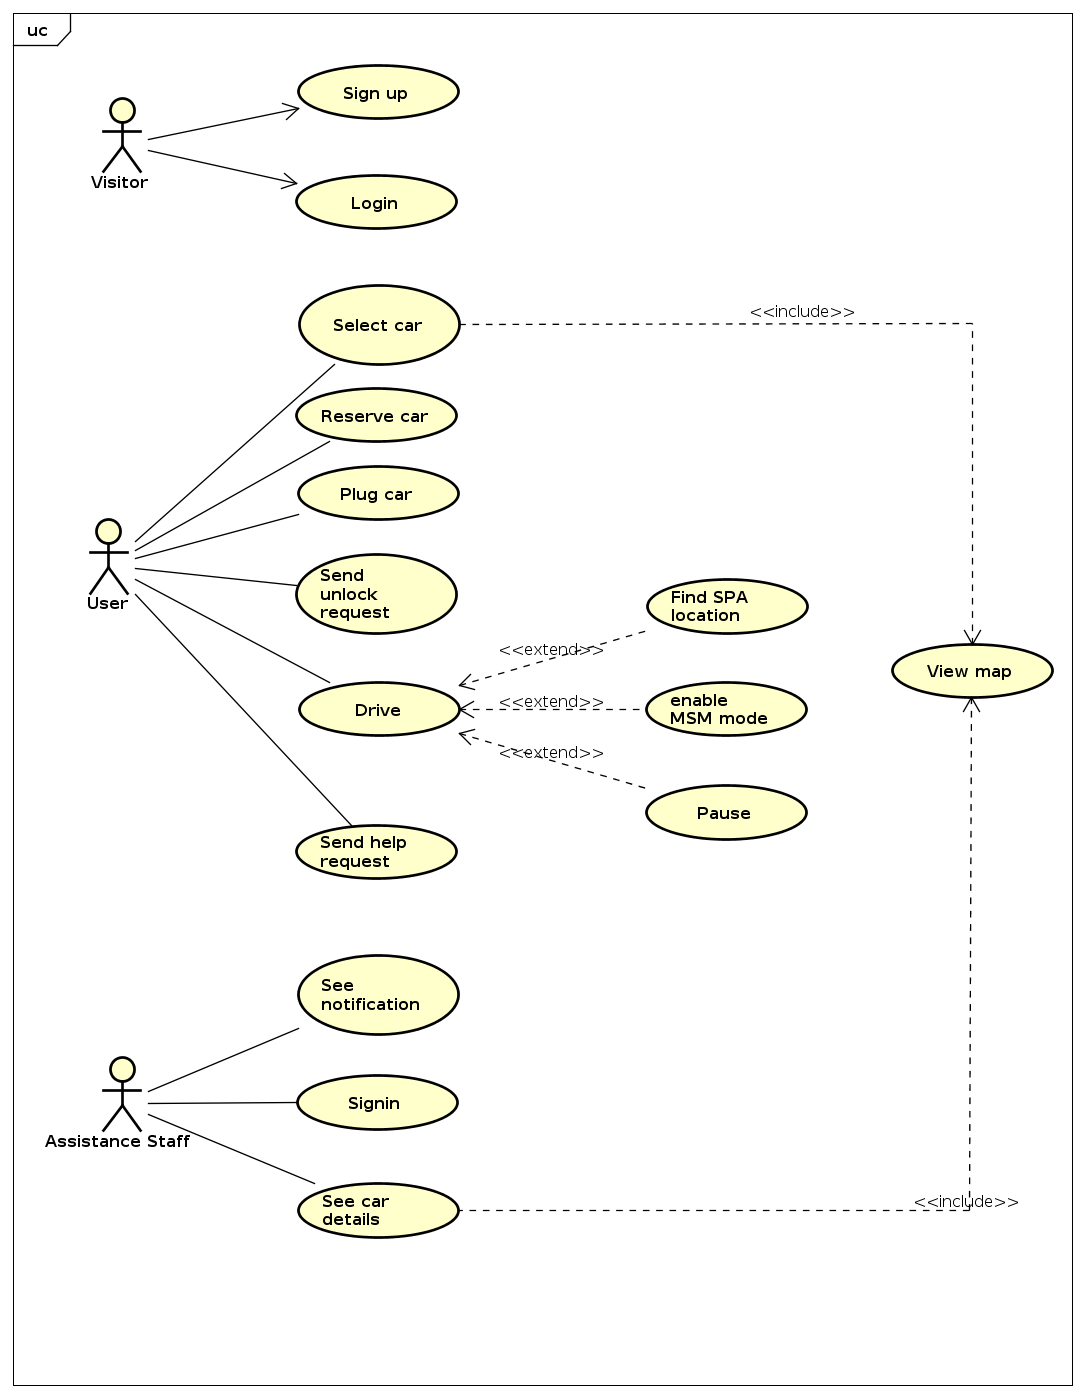 uc
Sign up
Visitor
Login
<<include>>
Select car
Reserve car
Plug car
Send
unlock
request
User
Find SPA
location
<<extend>>
View map
<<extend>>
enable
MSM mode
Drive
<<extend>>
Pause
Send help
request
See
notification
Signin
Assistance Staff
See car
details
<<include>>